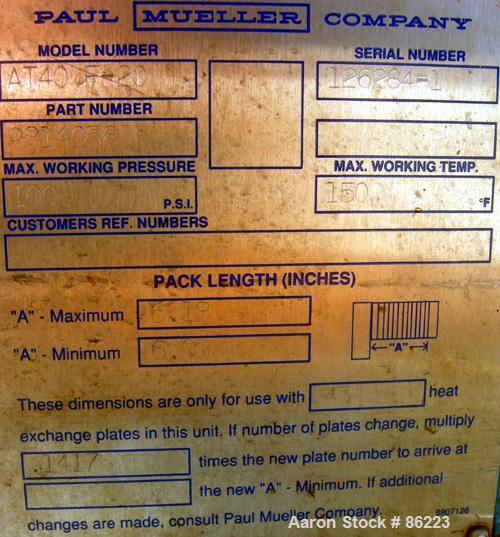 PAUL MUELLER COMPANY
MODEL NUMBER SERIAL NUMBER
126284-1
PART NUMBER
MAX. WORKING PRESSURE MAX. WORKING TEMP.
100 P.S.I. 150 °F
CUSTOMERS REF. NUMBERS
PACK LENGTH (INCHES)
"A" - Maximum
"A" - Minimum
"A"
These dimensions are only for use with heat
exchange plates in this unit. If number of plates change, multiply
.1417 times the new plate number to arrive at
the new "A" - Minimum. If additional
changes are made, consult Paul Mueller Company.
9807126
Aaron Stock # 86223